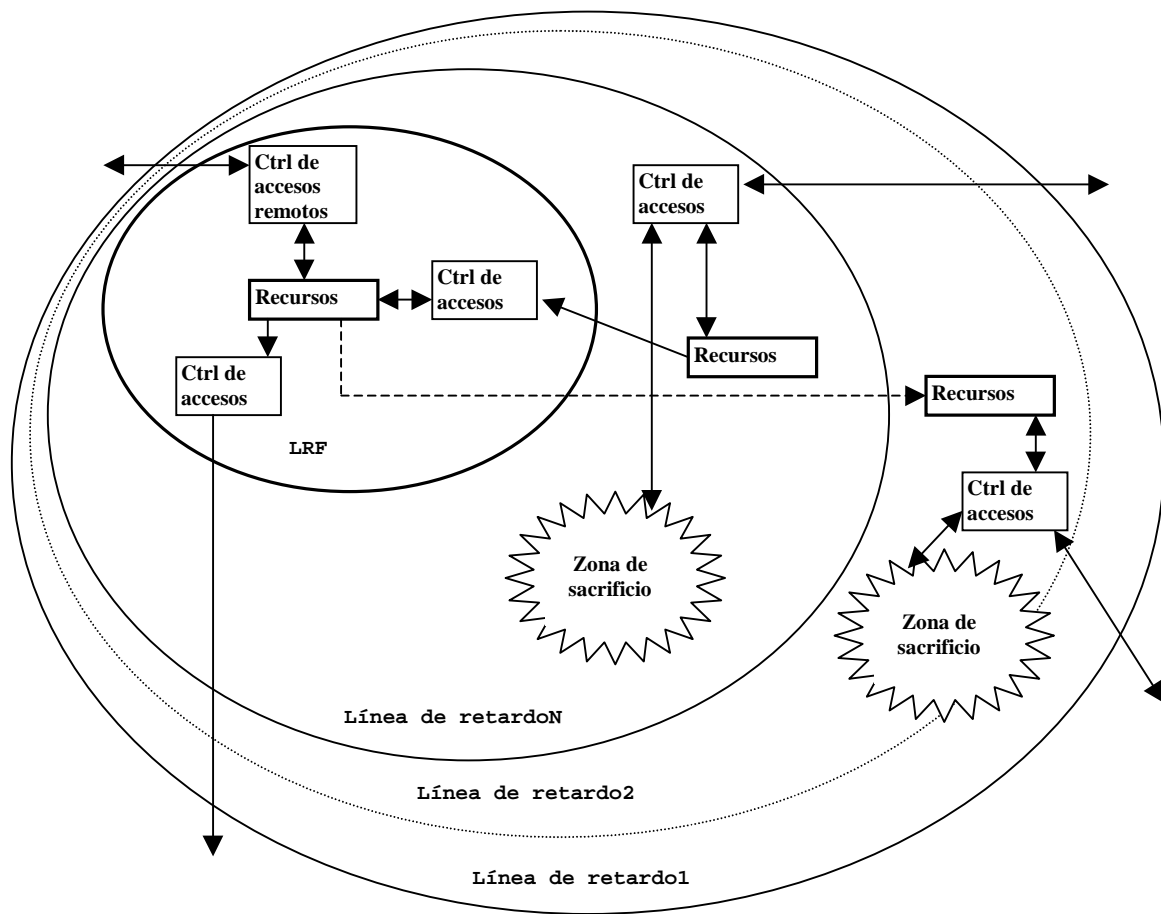 Ctrl de
accesos
remotos
Ctrl de
accesos
Recursos
Ctrl de
accesos
Recursos
Ctrl de
accesos
Recursos
LRF
Ctrl de
accesos
Zona de
sacrificio
Zona de
sacrificio
Línea de retardoN
Línea de retardo2
Línea de retardo1